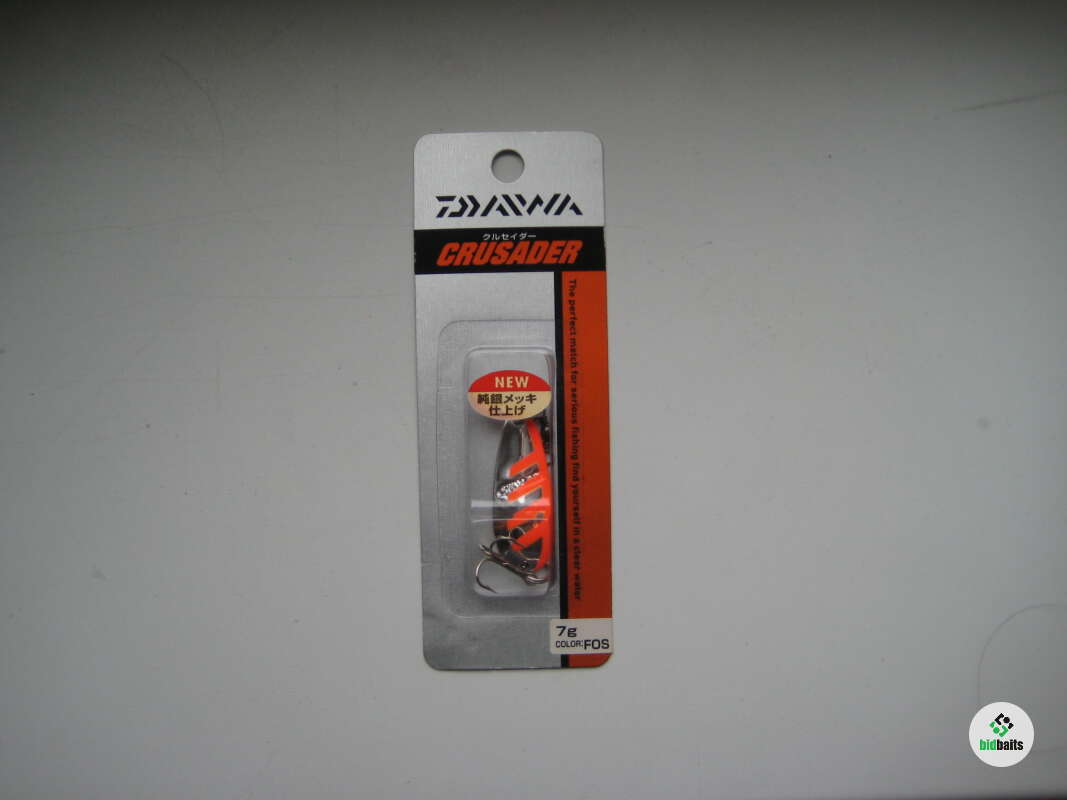 DAIWA
クルセイダー
CRUSADER
The perfect match for serious fishing find yourself in a clear water
NEW
純銀メッキ
仕上げ
7g
COLOR:FOS
bidbaits